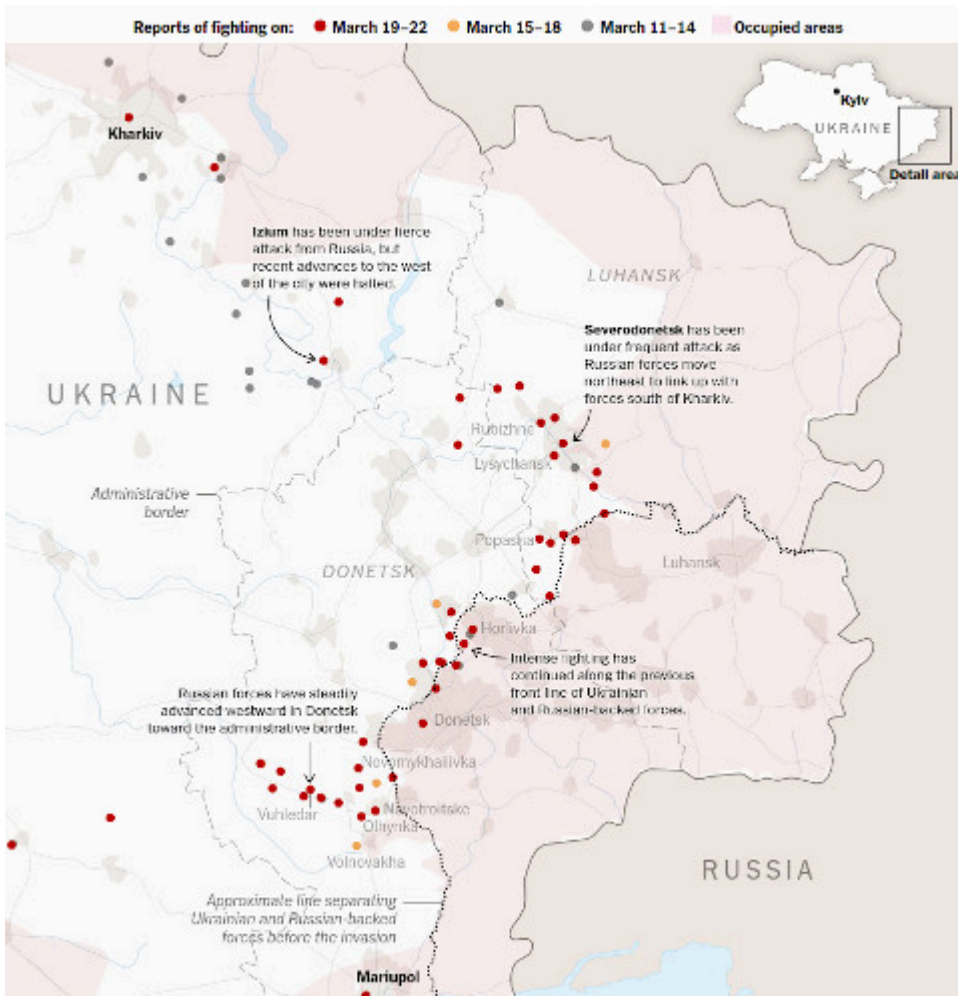 Reports of fighting on: March 19–22 March 15–18 March 11–14 Occupied areas
Kyiv
UKRAINE
Detail area
Kharkiv
Izium has been under fierce
attack from Russia, but
recent advances to the west
of the city were halted.
LUHANSK
Severodonetsk has been
under frequent attack as
Russian forces move
northeast to link up with
forces south of Kharkiv.
UKRAINE
Rubizhne
Lysychansk
Administrative
border
Popasna
Luhansk
DONETSK
Horlivka
Intense fighting has
continued along the previous
front line of Ukrainian
and Russian-backed forces.
Russian forces have steadily
advanced westward in Donetsk
toward the administrative border.
Donetsk
Novomykhailivka
Vuhledar
Novotroitske
Olhynka
Volnovakha
RUSSIA
Approximate line separating
Ukrainian and Russian-backed
forces before the invasion
Mariupol